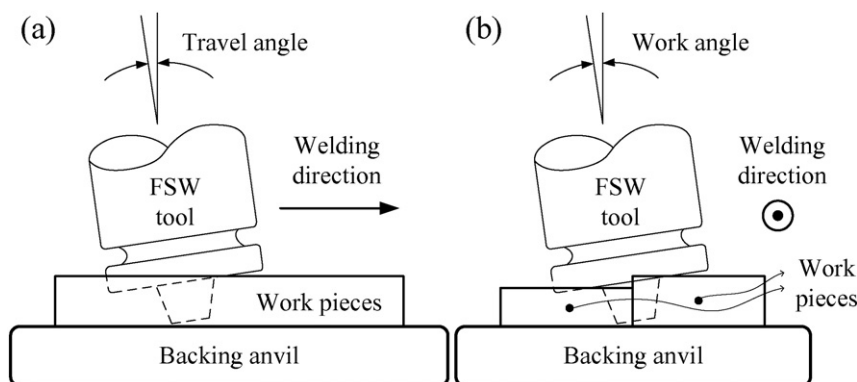 (a)
Travel angle
Welding
direction
FSW
tool
Work pieces
Backing anvil
(b)
Work angle
Welding
direction
FSW
tool
Work
pieces
Backing anvil